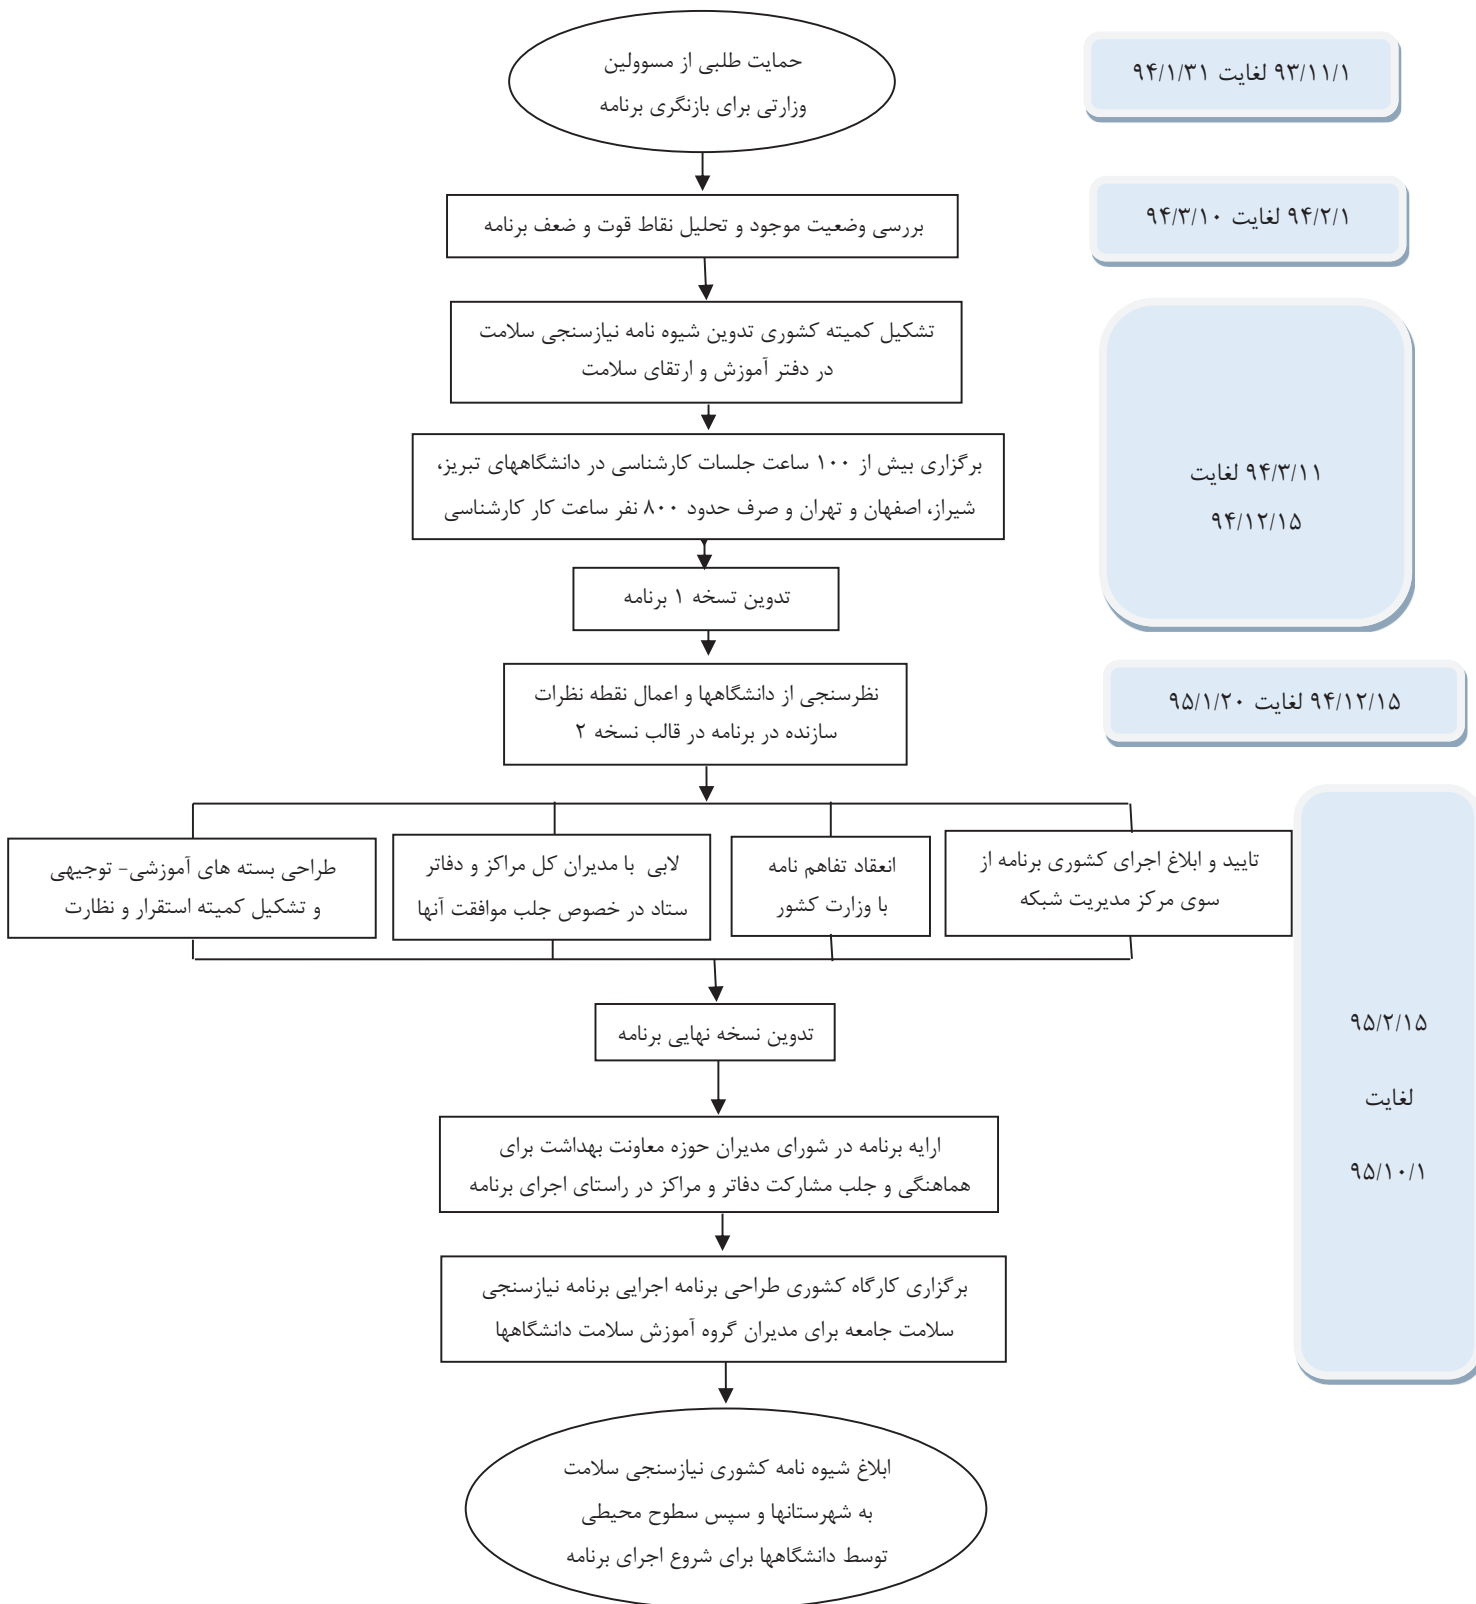 حمایت طلبی از مسوولین
وزارتی برای بازنگری برنامه
۹۳/۱۱/۱ لغایت ۹۴/۱/۳۱
بررسی وضعیت موجود و تحلیل نقاط قوت و ضعف برنامه
۹۴/۲/۱ لغایت ۹۴/۳/۱۰
تشکیل کمیته کشوری تدوین شیوه نامه نیازسنجی سلامت
در دفتر آموزش و ارتقای سلامت
برگزاری بیش از ۱۰۰ ساعت جلسات کارشناسی در دانشگاههای تبریز،
شیراز، اصفهان و تهران و صرف حدود ۸۰۰ نفر ساعت کار کارشناسی
تدوین تسخه ۱ برنامه
۹۴/۳/۱۱ لغایت
۹۴/۱۲/۱۵
نظرسنجی از دانشگاهها و اعمال نقطه نظرات
سازنده در برنامه در قالب نسخه ۲
۹۴/۱۲/۱۵ لغایت ۹۵/۱/۲۰
تایید و ابلاغ اجرای کشوری برنامه از
سوی مرکز مدیریت شبکه
انعقاد تفاهم نامه
با وزارت کشور
لابی با مدیران کل مراکز و دفاتر
ستاد در خصوص جلب موافقت آنها
طراحی بسته های آموزشی- توجیهی
و تشکیل کمیته استقرار و نظارت
تدوین نسخه نهایی برنامه
ارایه برنامه در شورای مدیران حوزه معاونت بهداشت برای
هماهنگی و جلب مشارکت دفاتر و مراکز در راستای اجرای برنامه
برگزاری کارگاه کشوری طراحی برنامه اجرایی برنامه نیازسنجی
سلامت جامعه برای مدیران گروه آموزش سلامت دانشگاهها
۹۵/۲/۱۵
لغایت
۹۵/۱۰/۱
ابلاغ شیوه نامه کشوری نیازسنجی سلامت
به شهرستانها و سپس سطوح محیطی
توسط دانشگاهها برای شروع اجرای برنامه